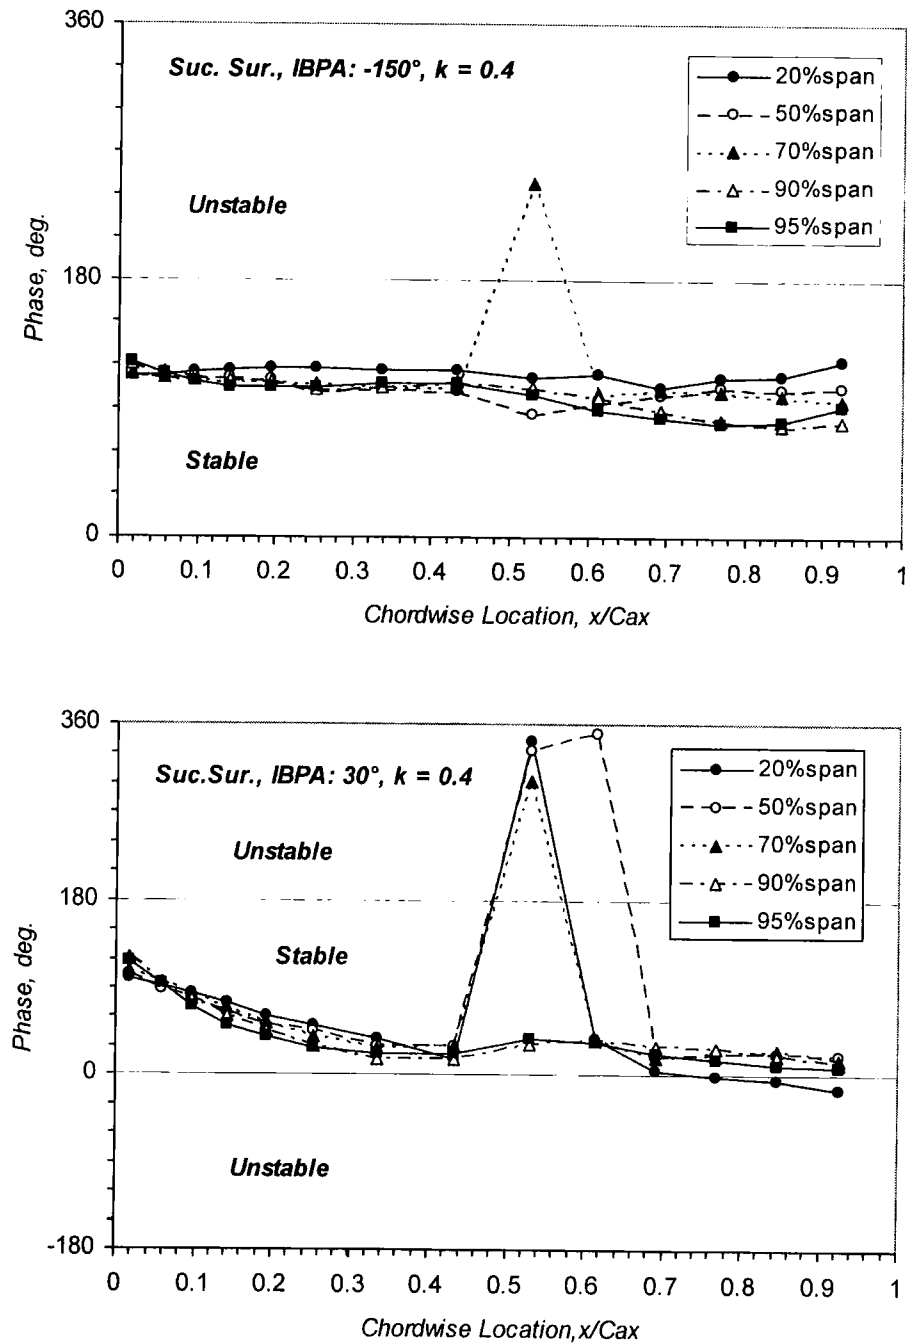 360
Suc. Sur., IBPA: -150°, k = 0.4
20%span
50%span
70%span
90%span
95%span
Unstable
Phase, deg.
180
Stable
0
0 0.1 0.2 0.3 0.4 0.5 0.6 0.7 0.8 0.9 1
Chordwise Location, x/Cax
360
Suc.Sur., IBPA: 30°, k = 0.4
20%span
50%span
70%span
90%span
95%span
Unstable
180
Stable
Phase, deg.
0
Unstable
-180
0 0.1 0.2 0.3 0.4 0.5 0.6 0.7 0.8 0.9 1
Chordwise Location,x/Cax